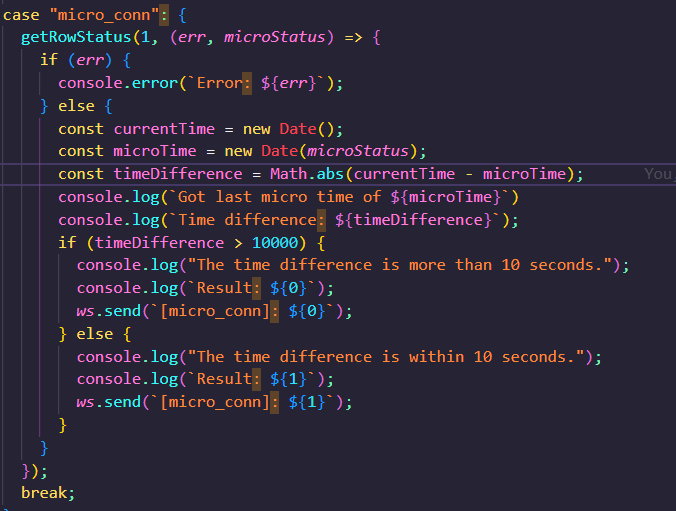 case "micro_conn": {
getRowStatus(1, (err, microStatus) => {
if (err) {
console.error(`Error: ${err}`);
} else {
const currentTime = new Date();
const microTime = new Date(microStatus);
const timeDifference = Math.abs(currentTime - microTime); You,
console.log(`Got last micro time of ${microTime}`)
console.log(`Time difference: ${timeDifference}`);
if (timeDifference > 10000) {
console.log("The time difference is more than 10 seconds.");
console.log(`Result: ${0}`);
ws.send(`[micro_conn]: ${0}`);
} else {
console.log("The time difference is within 10 seconds.");
console.log(`Result: ${1}`);
ws.send(`[micro_conn]: ${1}`);
}
}
});
break;